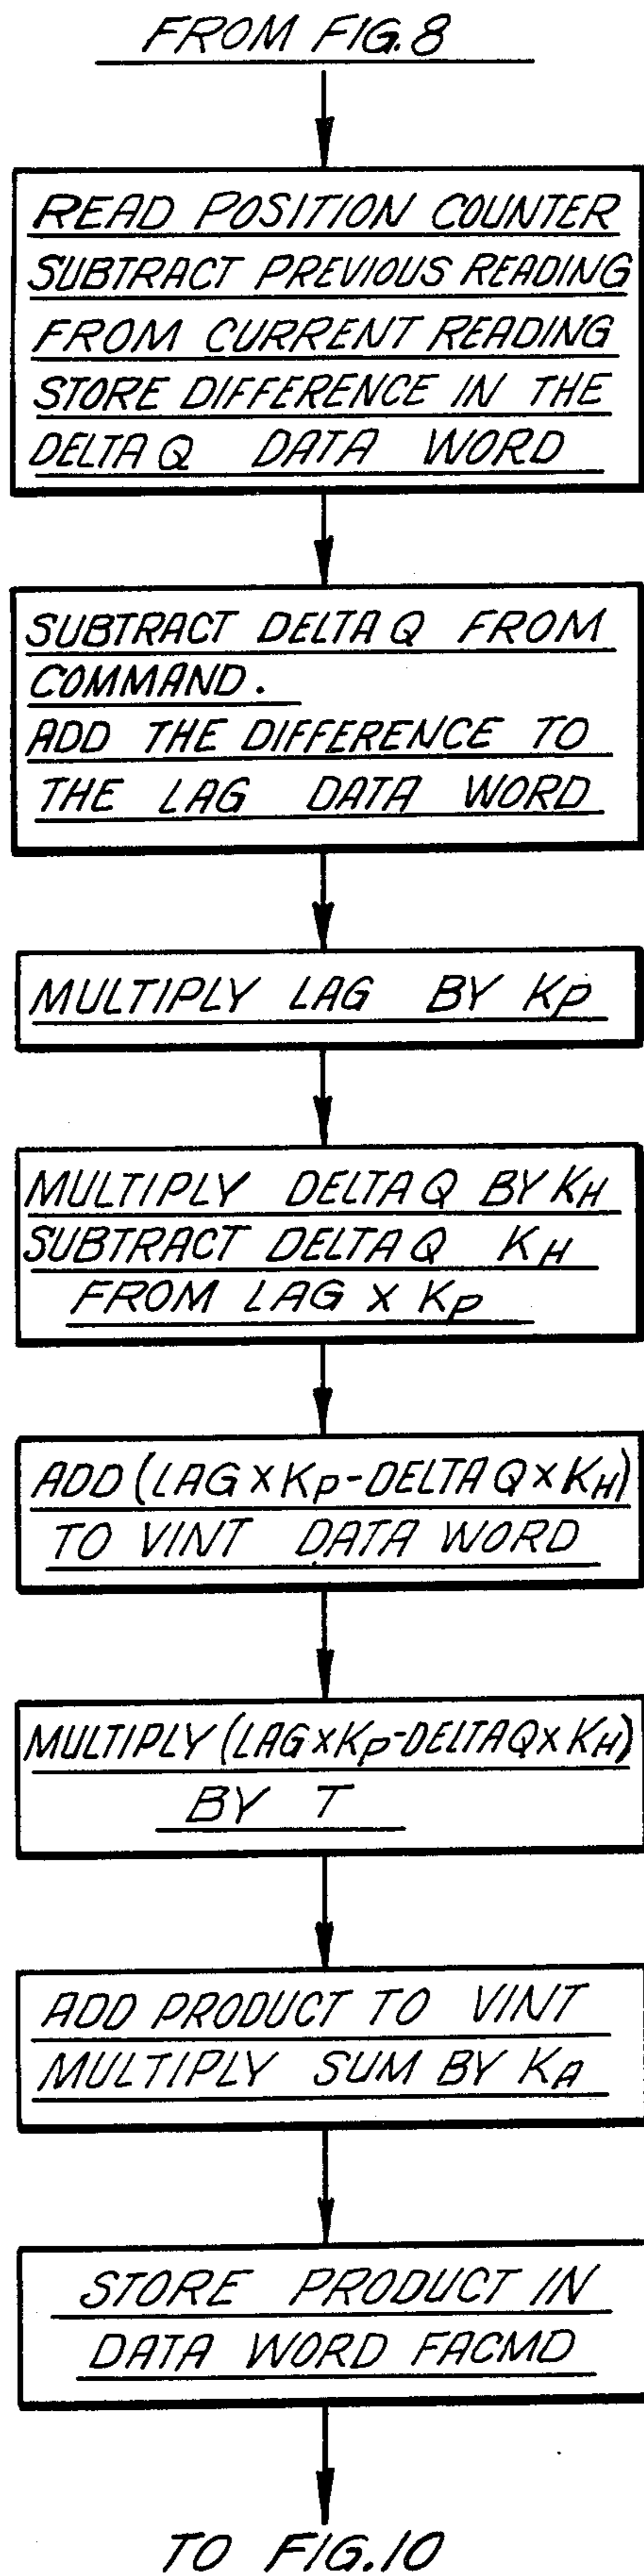 FROM FIG.8
READ POSITION COUNTER
SUBTRACT PREVIOUS READING
FROM CURRENT READING
STORE DIFFERENCE IN THE
DELTA Q DATA WORD
SUBTRACT DELTA Q FROM
COMMAND.
ADD THE DIFFERENCE TO
THE LAG DATA WORD
MULTIPLY LAG BY KP
MULTIPLY DELTA Q BY KH
SUBTRACT DELTA Q KH
FROM LAG X KP
ADD (LAG X KP - DELTA Q X KH)
TO VINT DATA WORD
MULTIPLY (LAG X KP - DELTA Q X KH)
BY T
ADD PRODUCT TO VINT
MULTIPLY SUM BY KA
STORE PRODUCT IN
DATA WORD FACMD
TO FIG.10